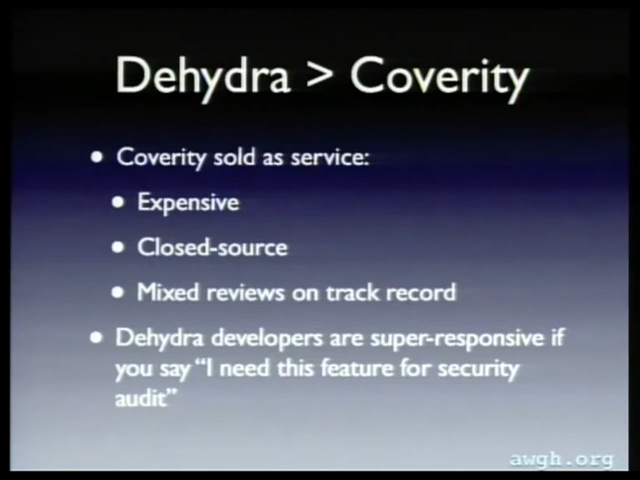 Dehydra > Coverity
• Coverity sold as service:
• Expensive
• Closed-source
• Mixed reviews on track record
• Dehydra developers are super-responsive if
you say “I need this feature for security
audit”
awgh.org